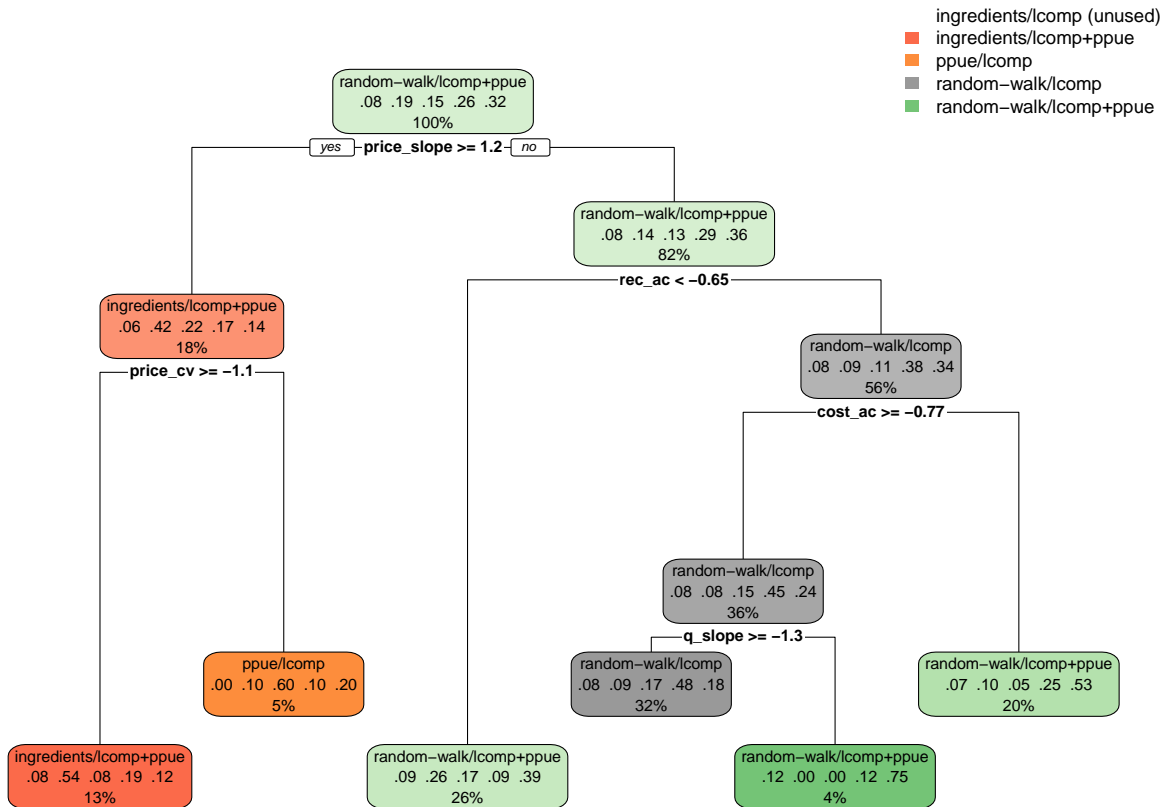 ingredients/lcomp (unused)
ingredients/lcomp+ppue
ppue/lcomp
random−walk/lcomp
random−walk/lcomp+ppue
random−walk/lcomp+ppue
.08 .19 .15 .26 .32
100%
yes price_slope >= 1.2 no
random−walk/lcomp+ppue
.08 .14 .13 .29 .36
82%
rec_ac < −0.65
ingredients/lcomp+ppue
.06 .42 .22 .17 .14
18%
price_cv >= −1.1
random−walk/lcomp
.08 .09 .11 .38 .34
56%
cost_ac >= −0.77
random−walk/lcomp
.08 .08 .15 .45 .24
36%
q_slope >= −1.3
ppue/lcomp
.00 .10 .60 .10 .20
5%
random−walk/lcomp
.08 .09 .17 .48 .18
32%
random−walk/lcomp+ppue
.07 .10 .05 .25 .53
20%
ingredients/lcomp+ppue
.08 .54 .08 .19 .12
13%
random−walk/lcomp+ppue
.09 .26 .17 .09 .39
26%
random−walk/lcomp+ppue
.12 .00 .00 .12 .75
4%